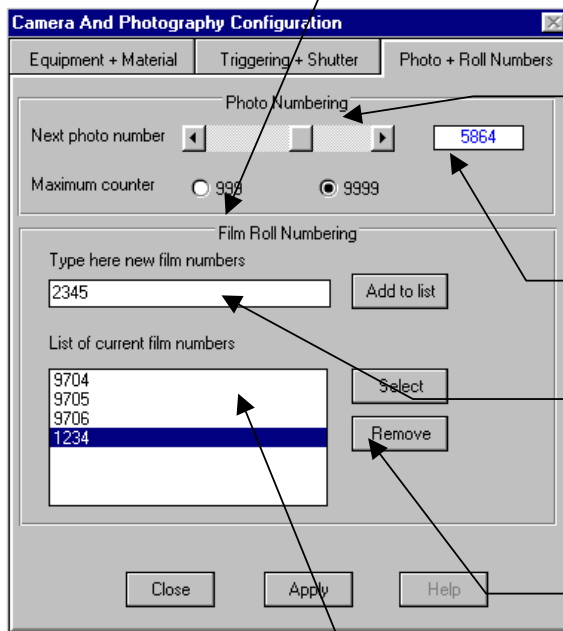 Camera And Photography Configuration
Equipment + Material
Triggering + Shutter
Photo + Roll Numbers
Photo Numbering
Next photo number
5864
Maximum counter
999
9999
Film Roll Numbering
Type here new film numbers
2345
Add to list
List of current film numbers
9704
9705
9706
1234
Select
Remove
Close
Apply
Help